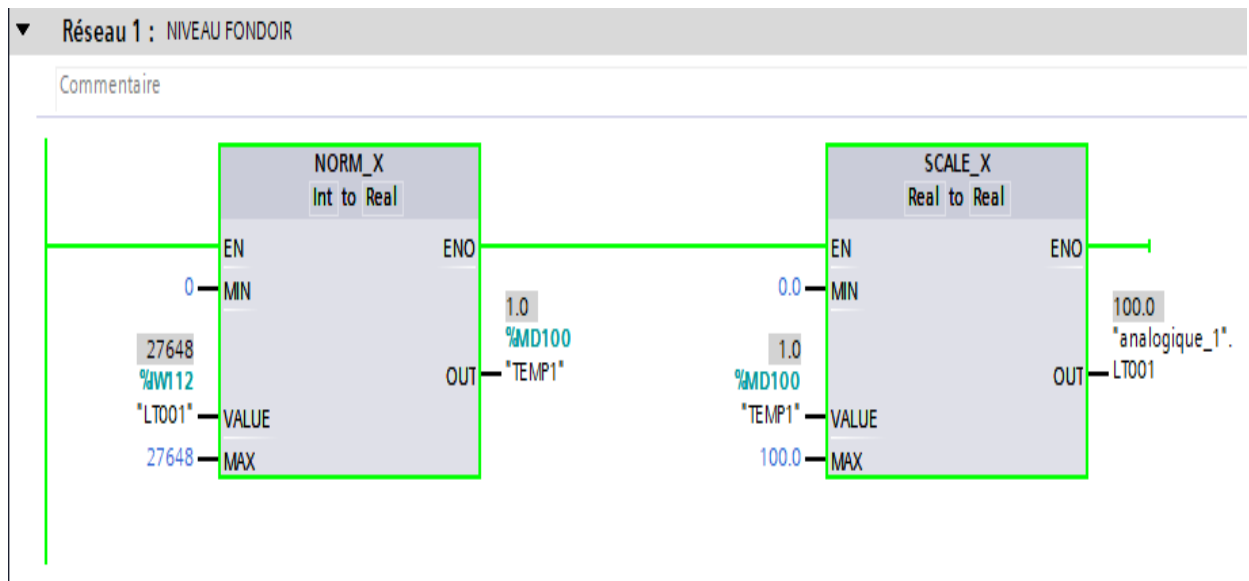 Réseau 1 : NIVEAU FONDOIR
Commentaire
NORM_X
Int to Real
EN
ENO
0
MIN
27648
%IW112
"LT001"
VALUE
27648
MAX
1.0
%MD100
OUT
"TEMP1"
SCALE_X
Real to Real
EN
ENO
0.0
MIN
1.0
%MD100
"TEMP1"
VALUE
100.0
MAX
100.0
"analogique_1".
OUT
LT001